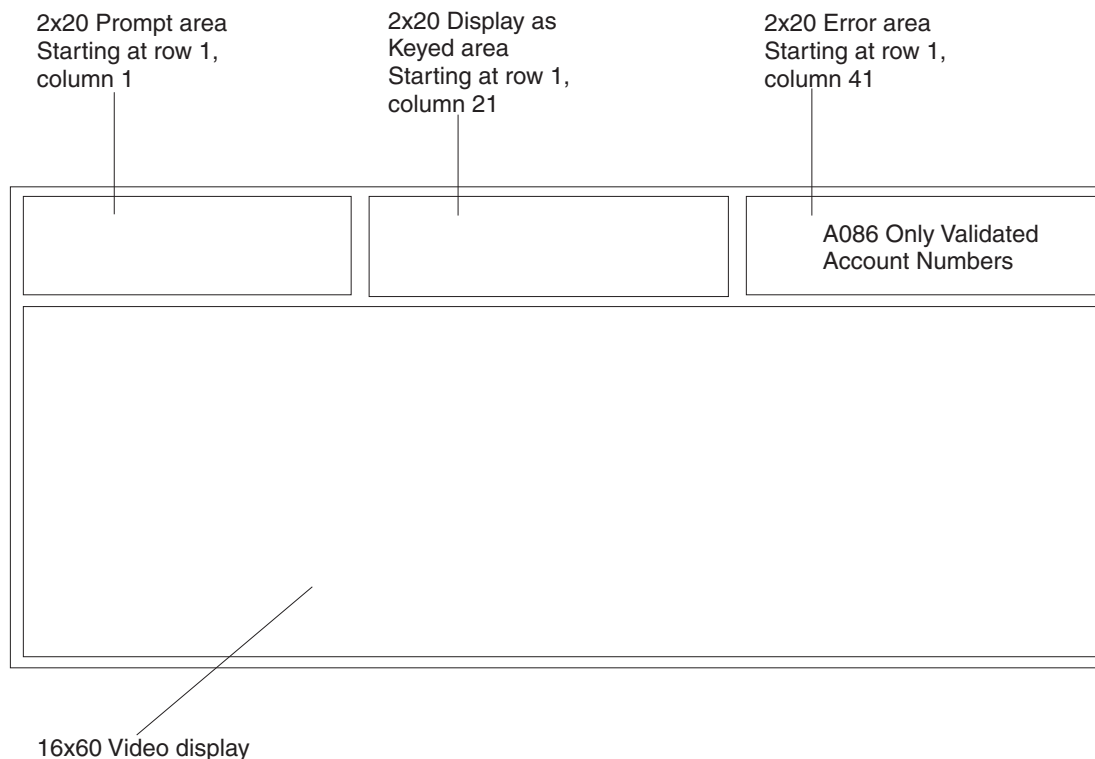 2x20 Prompt area
Starting at row 1,
column 1
2x20 Display as
Keyed area
Starting at row 1,
column 21
2x20 Error area
Starting at row 1,
column 41
A086 Only Validated
Account Numbers
16x60 Video display